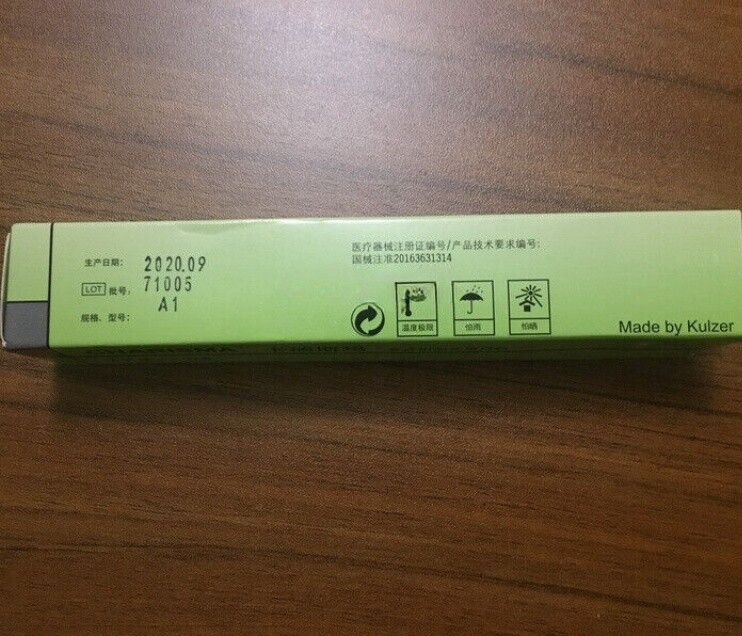 生产日期: 2020.09
LOT 批号: 71005
规格、型号: A1
医疗器械注册证编号/产品技术要求编号:
国械注准20163631314
温度极限
怕雨
怕晒
Made by Kulzer